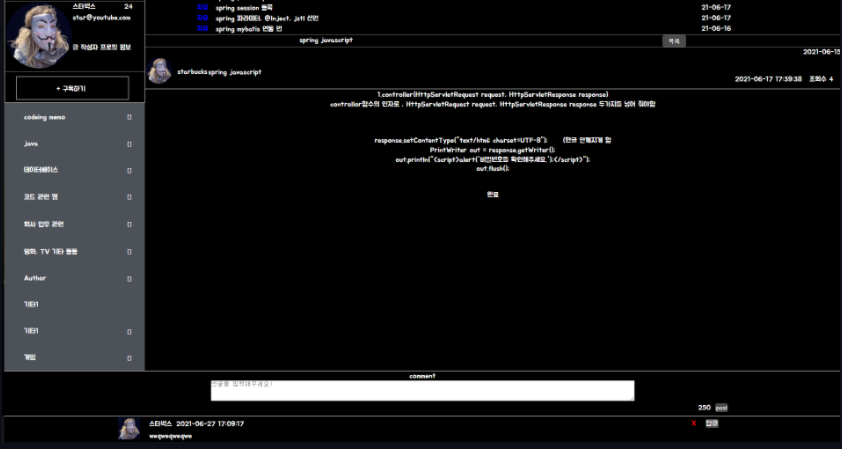 스타벅스 24
star@youtube.com
글 작성자 프로필 정보
+ 구독하기
spring session 등록 21-06-17
spring 파라미터, @Inject, jstl 선언 21-06-17
spring mybatis 연동 번 21-06-16
spring javascript 목록
2021-06-15
starbucks spring javascript
2021-06-17 17:39:38 조회수 4
codeing memo
java
데이터베이스
코드 관련 팁
회사 업무 관련
영화, TV 기타 등등
Author
기타1
기타1
게임
1.controller(HttpServletRequest request, HttpServletResponse response)
controller함수의 인자로 , HttpServletRequest request, HttpServletResponse response 두가지를 넣어 줘야함
response.setContentType("text/html; charset=UTF-8"); (한글 안깨지게 함
PrintWriter out = response.getWriter();
out.println("<script>alert('비밀번호를 확인해주세요.');</script>");
out.flush();
완료
comment
댓글을 입력해주세요!
250 post
스타벅스 2021-06-27 17:09:17 X 답글
weqweqweqwe